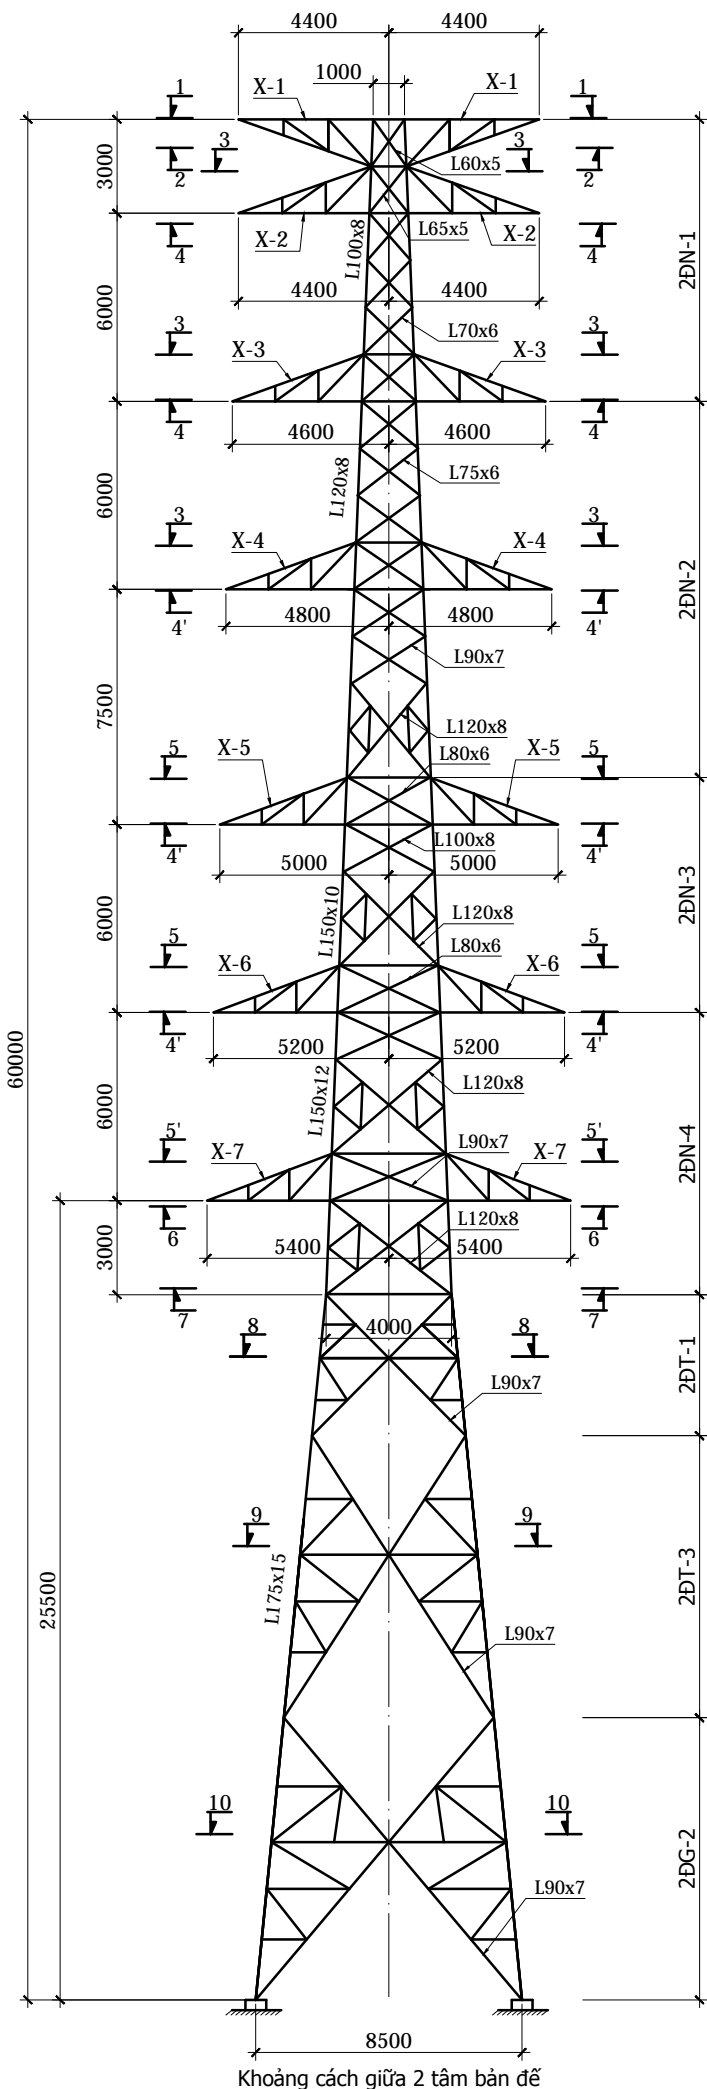 4400 4400
1000
1 X-1 X-1 1
3 3
2 L60x5 2
3000
X-2 L65x5 X-2
4 L100x8 4
4400 4400
2ĐN-1
6000
L70x6
3 3
X-3 X-3
4 4
4600 4600
L75x6
6000
L120x8
3 3
X-4 X-4
2ĐN-2
4' 4'
4800 4800
L90x7
7500
L120x8
5 X-5 L80x6 X-5 5
4' L100x8 4'
5000 5000
2ĐN-3
6000
L150x10
L120x8
5 L80x6 5
X-6 X-6
4' 4'
5200 5200
60000
L120x8
6000
L150x12
2ĐN-4
5' X-7 L90x7 X-7 5'
6 L120x8 6
5400 5400
3000
7 7
8 4000 8
2ĐT-1
L90x7
9 9
L175x15
2ĐT-3
25500
L90x7
10 10
2ĐG-2
L90x7
8500
Khoảng cách giữa 2 tâm bản đế